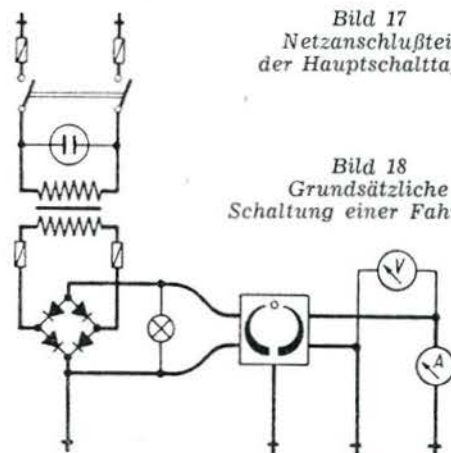 Bild 17
Netzanschlußtei
der Hauptschaltta
Bild 18
Grundsätzliche
Schaltung einer Fah
V
A